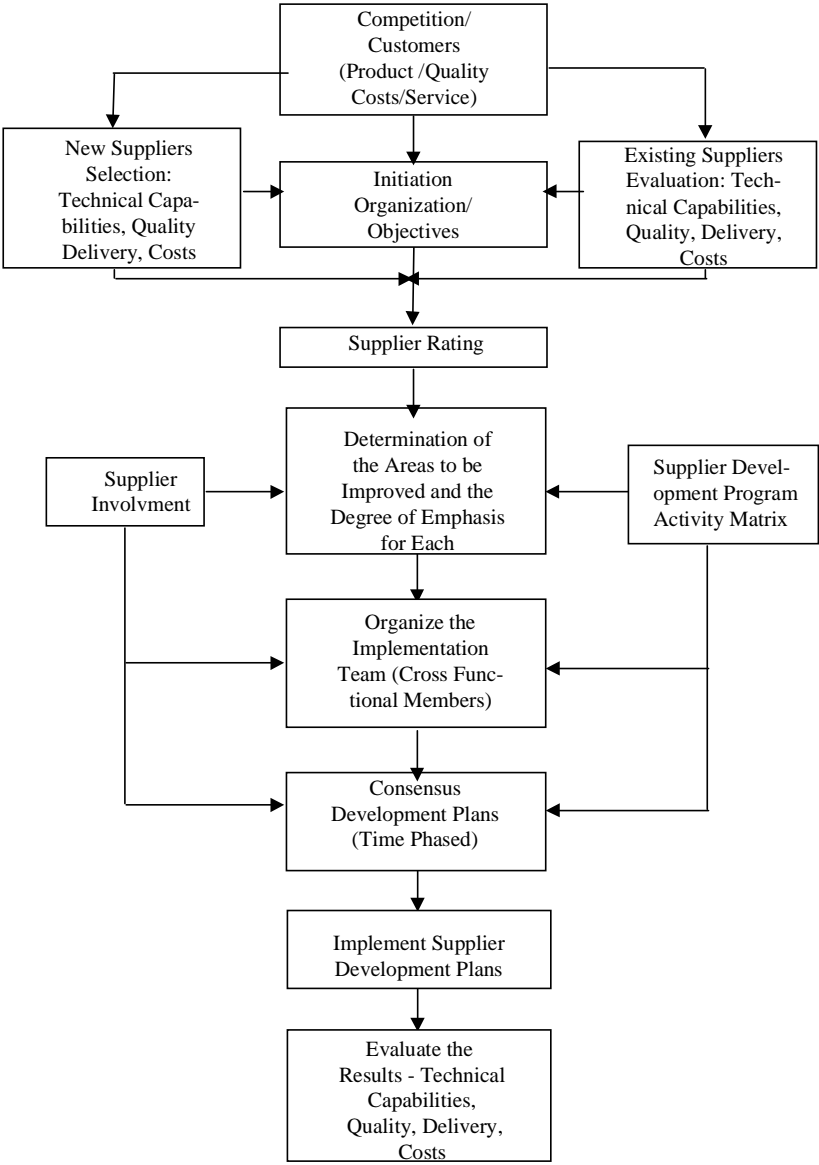 Competition/
Customers
(Product /Quality
Costs/Service)
New Suppliers
Selection:
Technical Capa-
bilities, Quality
Delivery, Costs
Initiation
Organization/
Objectives
Existing Suppliers
Evaluation: Tech-
nical Capabilities,
Quality, Delivery,
Costs
Supplier Rating
Determination of
the Areas to be
Improved and the
Degree of Emphasis
for Each
Supplier
Involvment
Supplier Devel-
opment Program
Activity Matrix
Organize the
Implementation
Team (Cross Func-
tional Members)
Consensus
Development Plans
(Time Phased)
Implement Supplier
Development Plans
Evaluate the
Results - Technical
Capabilities,
Quality, Delivery,
Costs